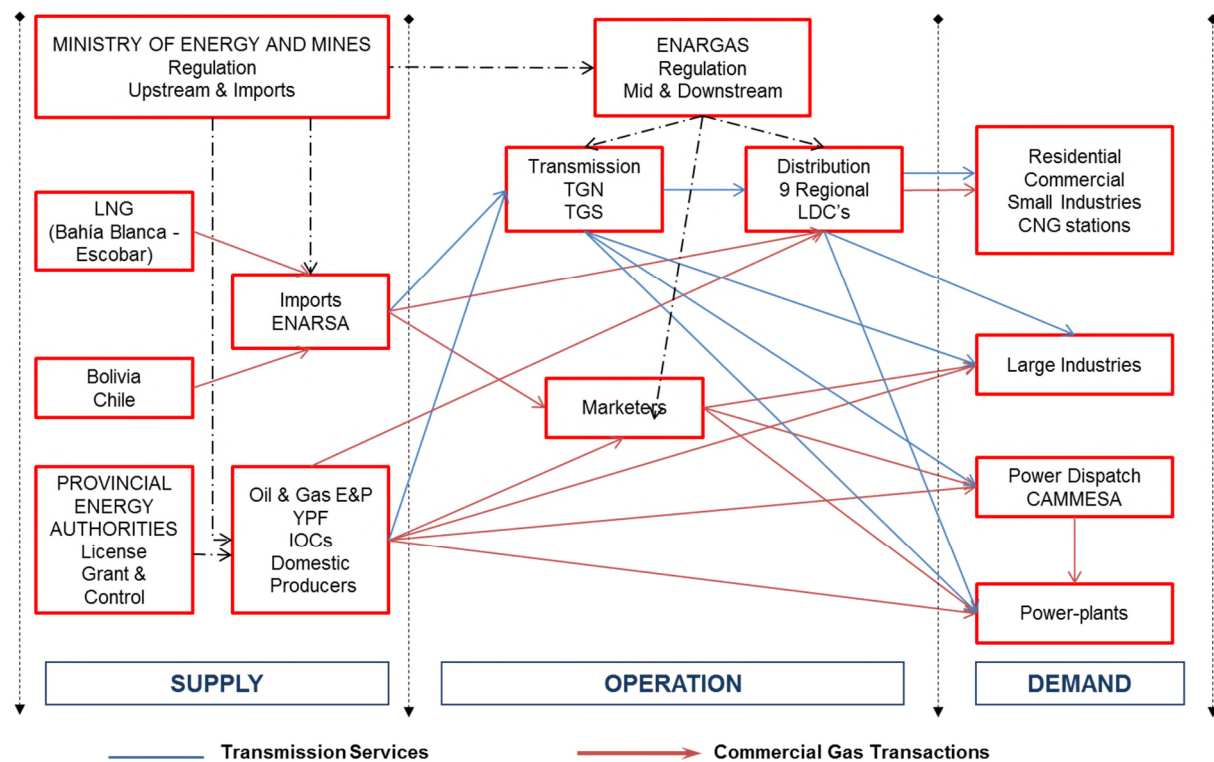 MINISTRY OF ENERGY AND MINES
Regulation
Upstream & Imports
ENARGAS
Regulation
Mid & Downstream
Transmission
TGN
TGS
Distribution
9 Regional
LDC's
Residential
Commercial
Small Industries
CNG stations
LNG
(Bahía Blanca -
Escobar)
Imports
ENARSA
Bolivia
Chile
Marketers
Large Industries
PROVINCIAL
ENERGY
AUTHORITIES
License
Grant &
Control
Oil & Gas E&P
YPF
IOCs
Domestic
Producers
Power Dispatch
CAMMESA
Power-plants
SUPPLY
OPERATION
DEMAND
Transmission Services
Commercial Gas Transactions